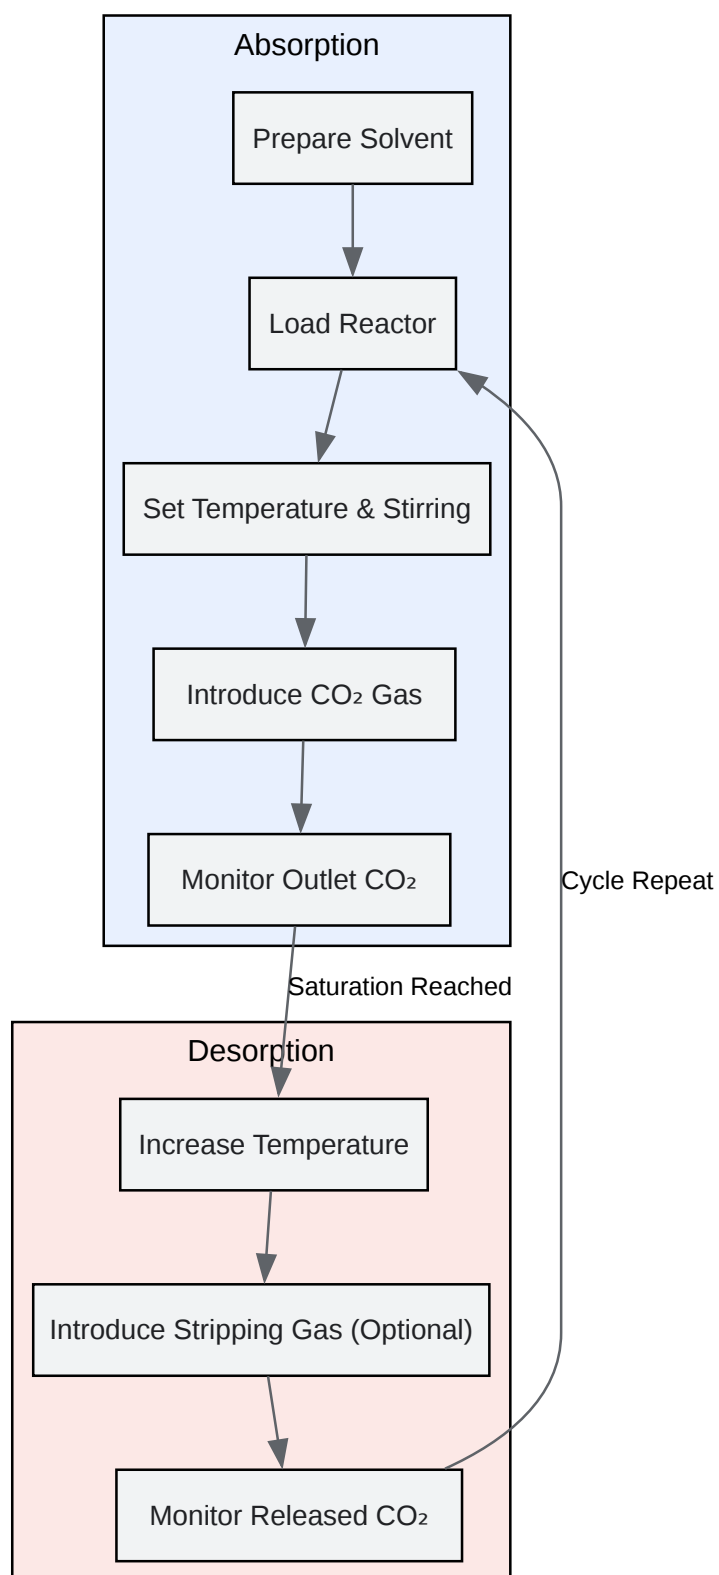 Absorption
Prepare Solvent
Load Reactor
Set Temperature & Stirring
Introduce CO₂ Gas
Monitor Outlet CO₂
Cycle Repeat
Saturation Reached
Desorption
Increase Temperature
Introduce Stripping Gas (Optional)
Monitor Released CO₂